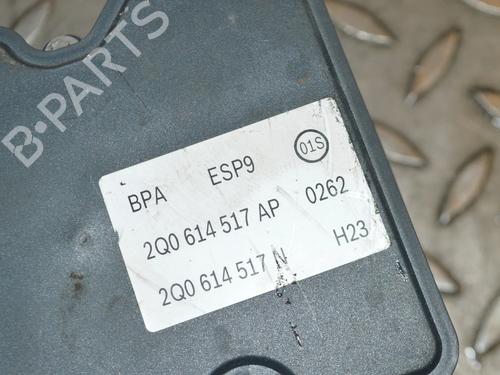 B-PARTS
BPA ESP9 01S
2Q0 614 517 AP 0262
2Q0 614 517 N H23